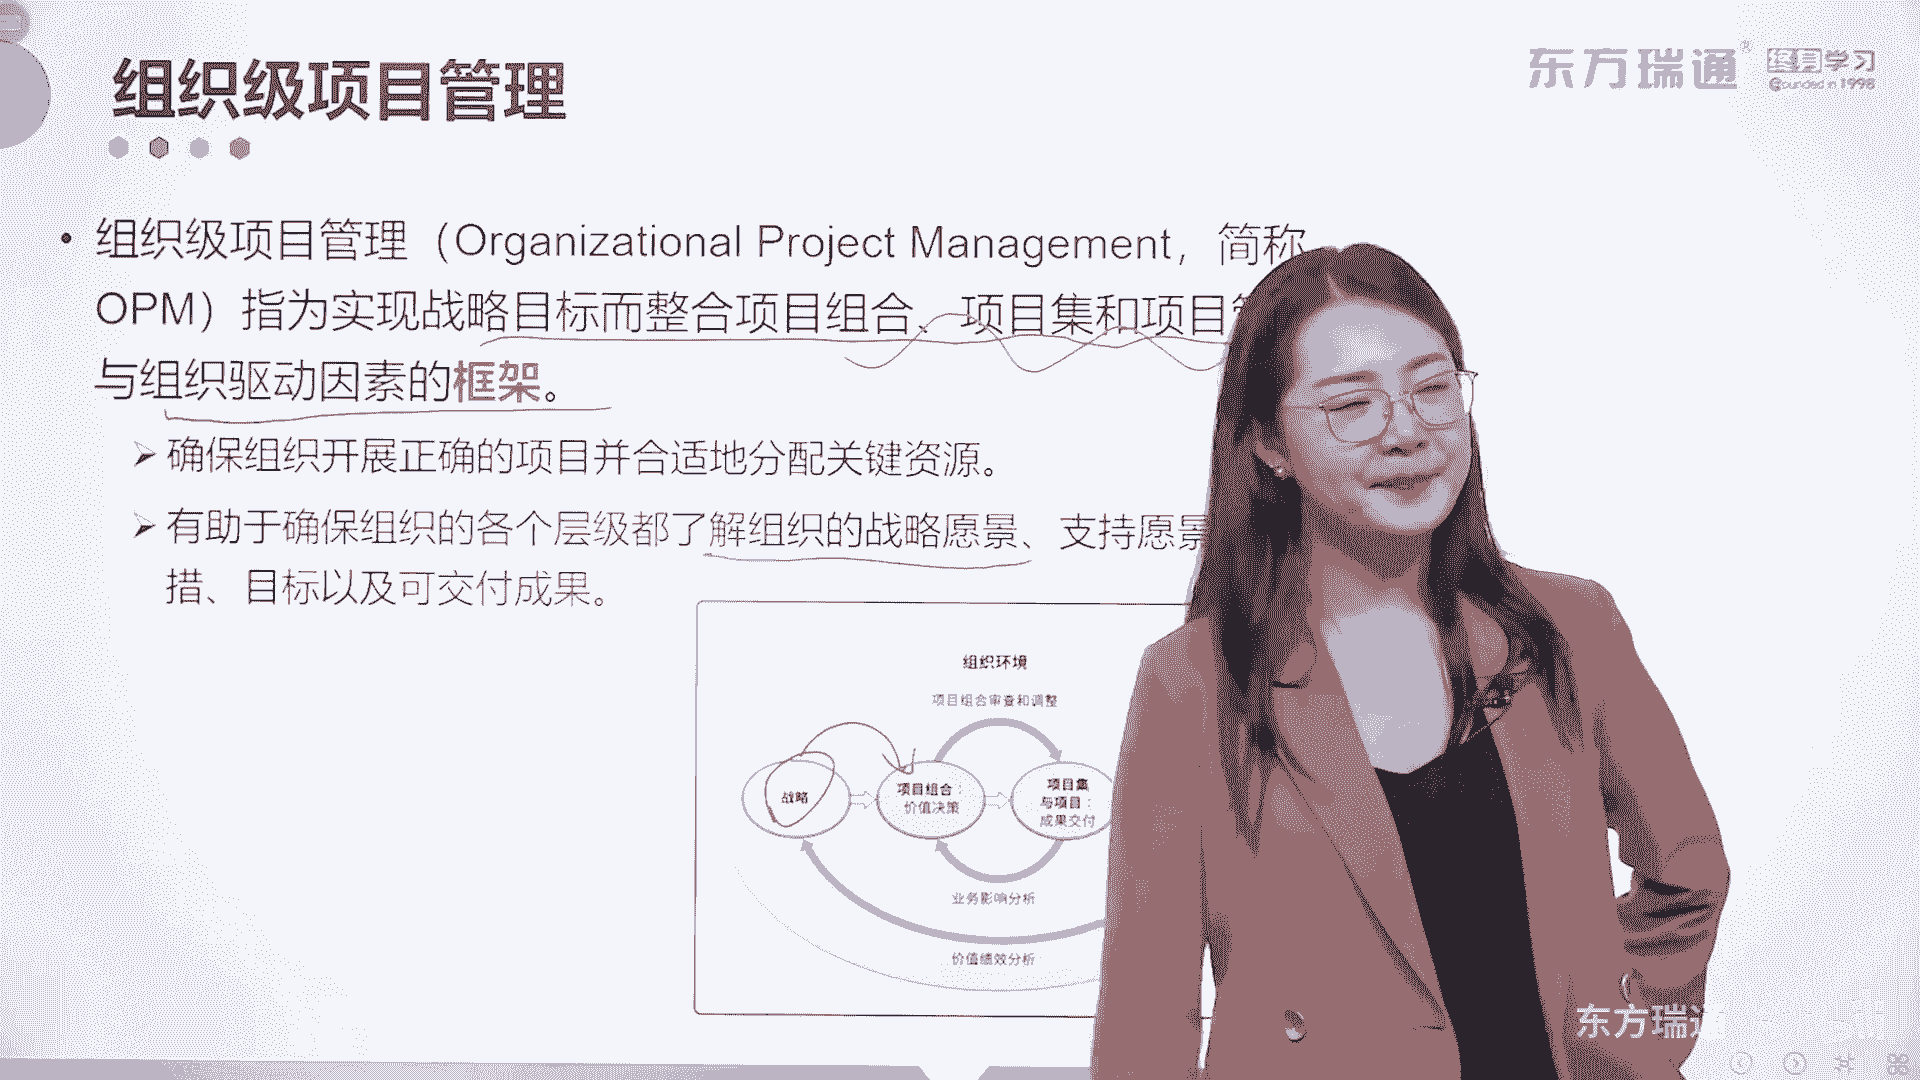 组织级项目管理
东方瑞通®
终身学习
Founded in 1998
• 组织级项目管理（Organizational Project Management，简称
OPM）指为实现战略目标而整合项目组合、项目集和项目
与组织驱动因素的框架。
➢ 确保组织开展正确的项目并合适地分配关键资源。
➢ 有助于确保组织的各个层级都了解组织的战略愿景、支持愿景
措、目标以及可交付成果。
组织环境
项目组合审查和调整
战略
项目组合：
价值决策
项目集
与项目：
成果交付
业务影响分析
价值绩效分析
东方瑞通